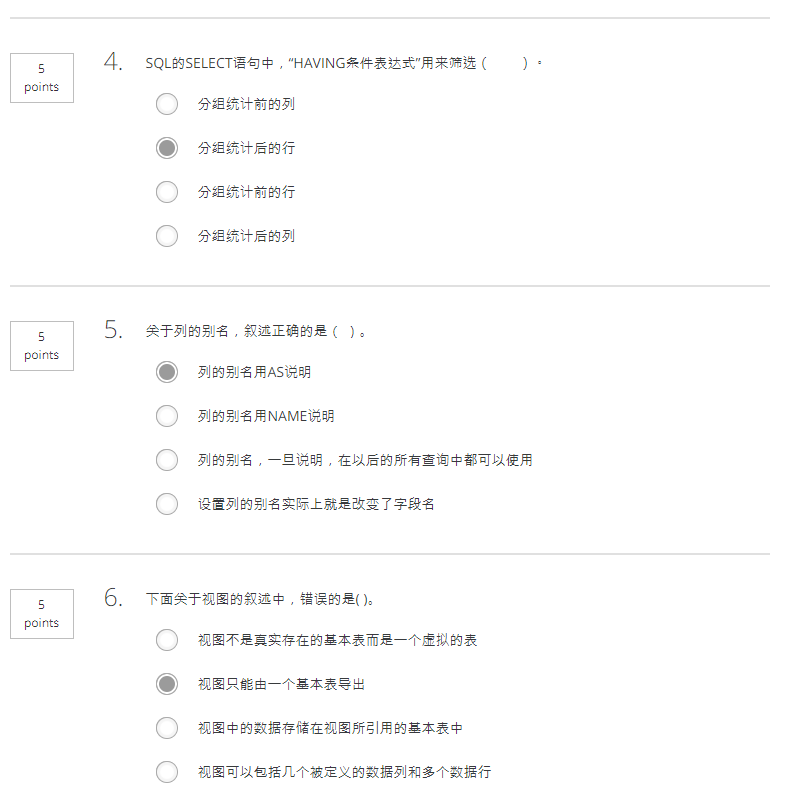 5
points
4.
SQL的SELECT语句中，“HAVING条件表达式”用来筛选（ ）。
分组统计前的列
分组统计后的行
分组统计前的行
分组统计后的列
5
points
5.
关于列的别名，叙述正确的是（ ）。
列的别名用AS说明
列的别名用NAME说明
列的别名，一旦说明，在以后的所有查询中都可以使用
设置列的别名实际上就是改变了字段名
5
points
6.
下面关于视图的叙述中，错误的是( )。
视图不是真实存在的基本表而是一个虚拟的表
视图只能由一个基本表导出
视图中的数据存储在视图所引用的基本表中
视图可以包括几个被定义的数据列和多个数据行